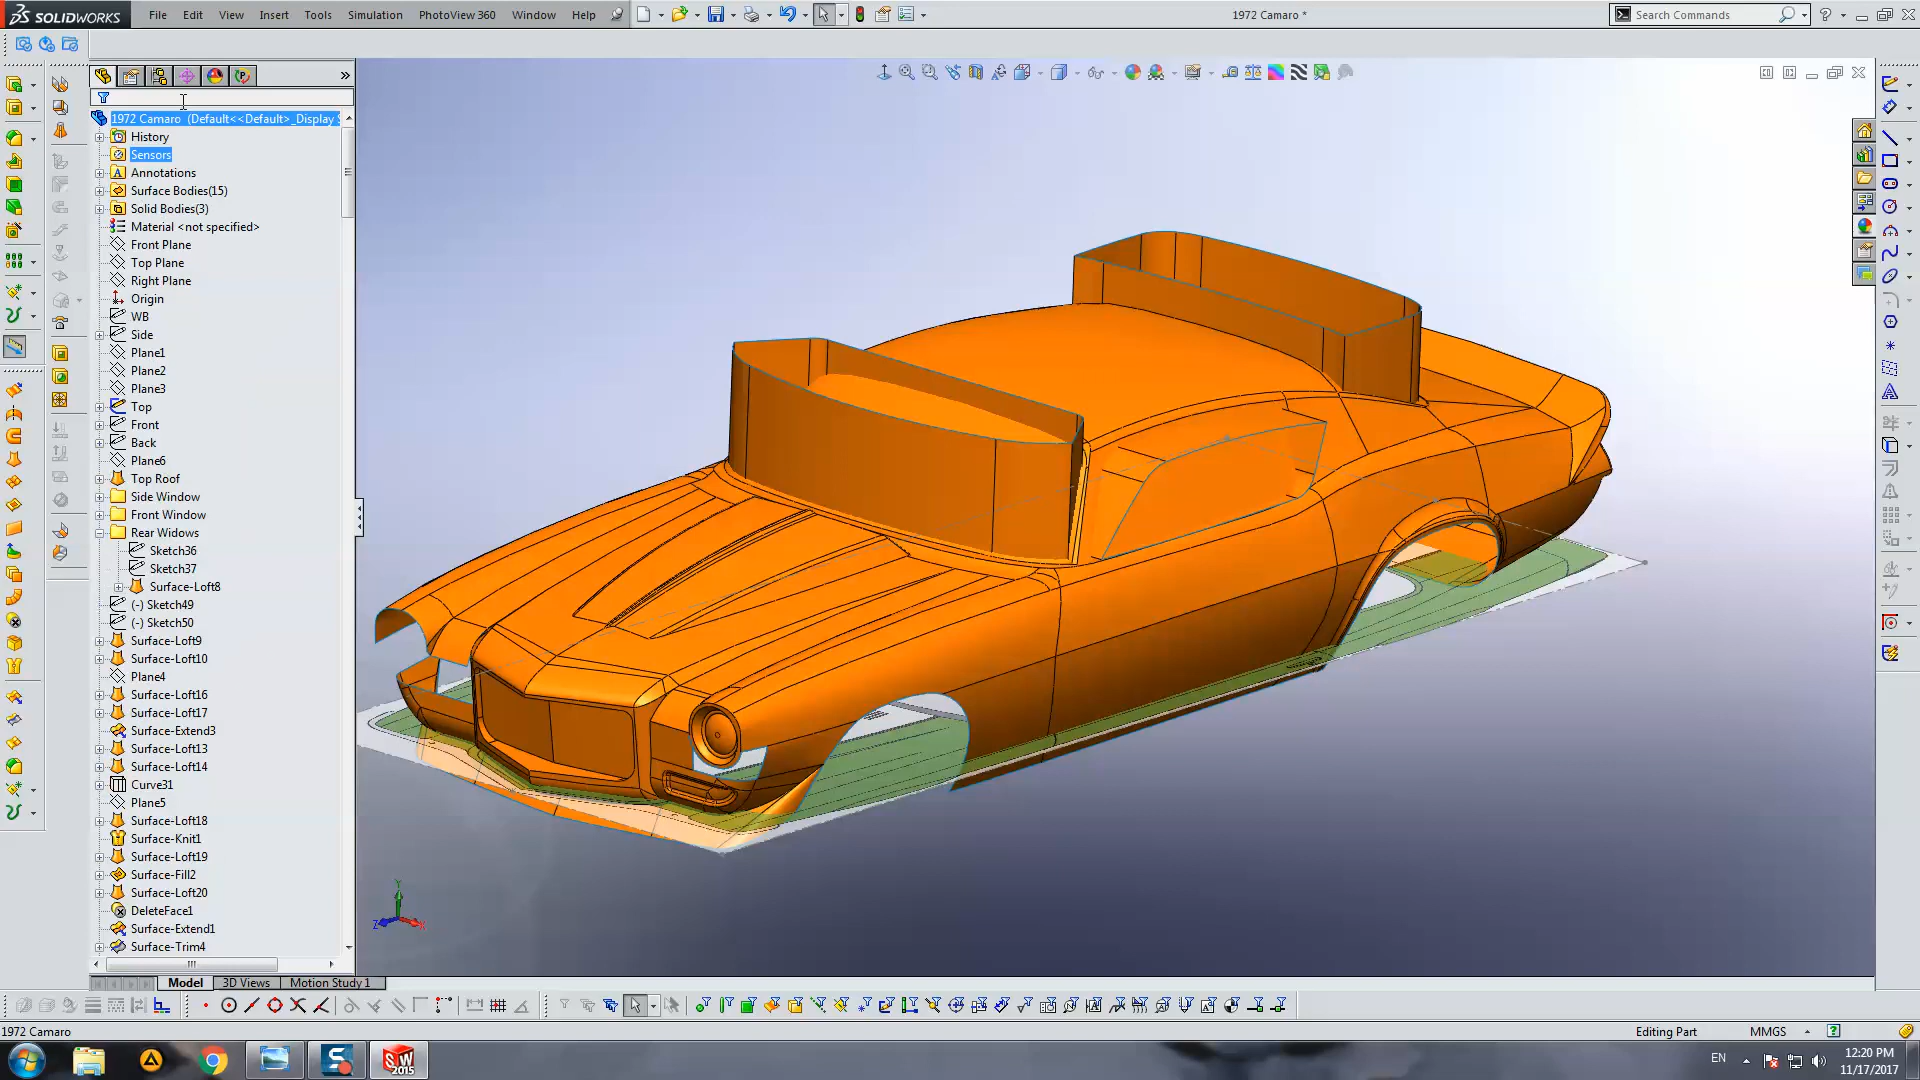 SOLIDWORKS
File Edit View Insert Tools Simulation PhotoView 360 Window Help
1972 Camaro *
Search Commands
?
1972 Camaro (Default<<Default>_Display S
History
Sensors
Annotations
Surface Bodies(15)
Solid Bodies(3)
Material <not specified>
Front Plane
Top Plane
Right Plane
Origin
WB
Side
Plane1
Plane2
Plane3
Top
Front
Back
Plane6
Top Roof
Side Window
Front Window
Rear Widows
Sketch36
Sketch37
Surface-Loft8
(-) Sketch49
(-) Sketch50
Surface-Loft9
Surface-Loft10
Plane4
Surface-Loft16
Surface-Loft17
Surface-Extend3
Surface-Loft13
Surface-Loft14
Curve31
Plane5
Surface-Loft18
Surface-Knit1
Surface-Loft19
Surface-Fill2
Surface-Loft20
DeleteFace1
Surface-Extend1
Surface-Trim4
Y
Z
X
Model 3D Views Motion Study 1
1972 Camaro
Editing Part MMGS ?
SW 2015
EN
12:20 PM
11/17/2017